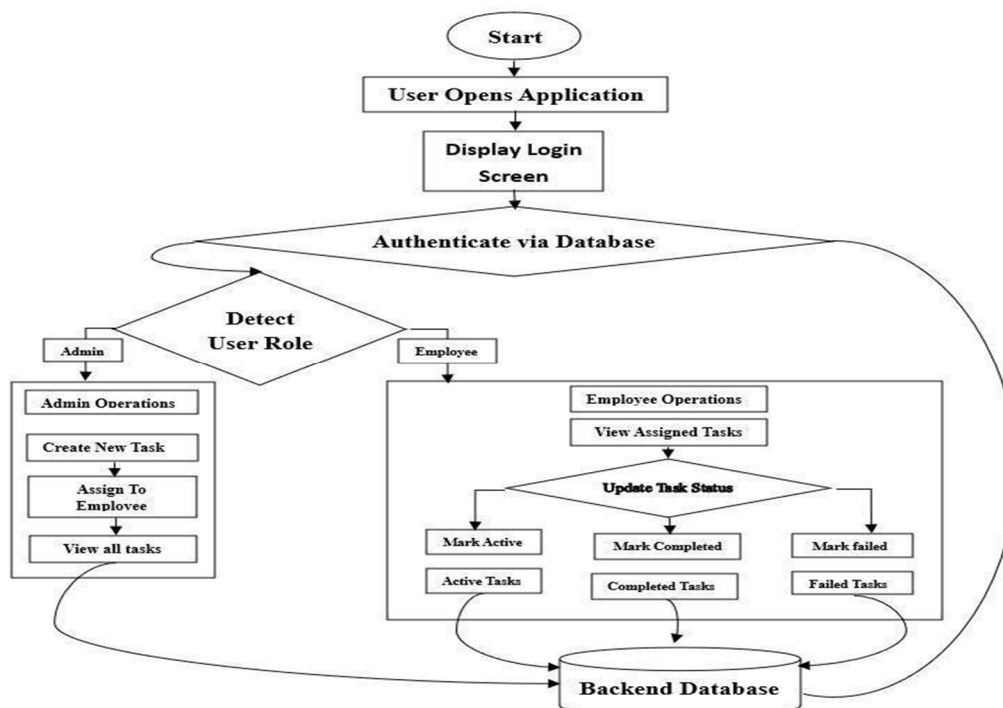 Start
User Opens Application
Display Login
Screen
Authenticate via Database
Detect
User Role
Admin
Employee
Admin Operations
Create New Task
Assign To
Employee
View all tasks
Employee Operations
View Assigned Tasks
Update Task Status
Mark Active
Mark Completed
Mark failed
Active Tasks
Completed Tasks
Failed Tasks
Backend Database